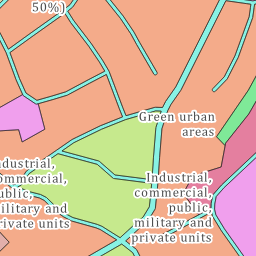 50%)
Green urban
areas
ndustrial,
ommercial,
ublic,
ilitary and
rivate units
Industrial,
commercial,
public,
military and
private units